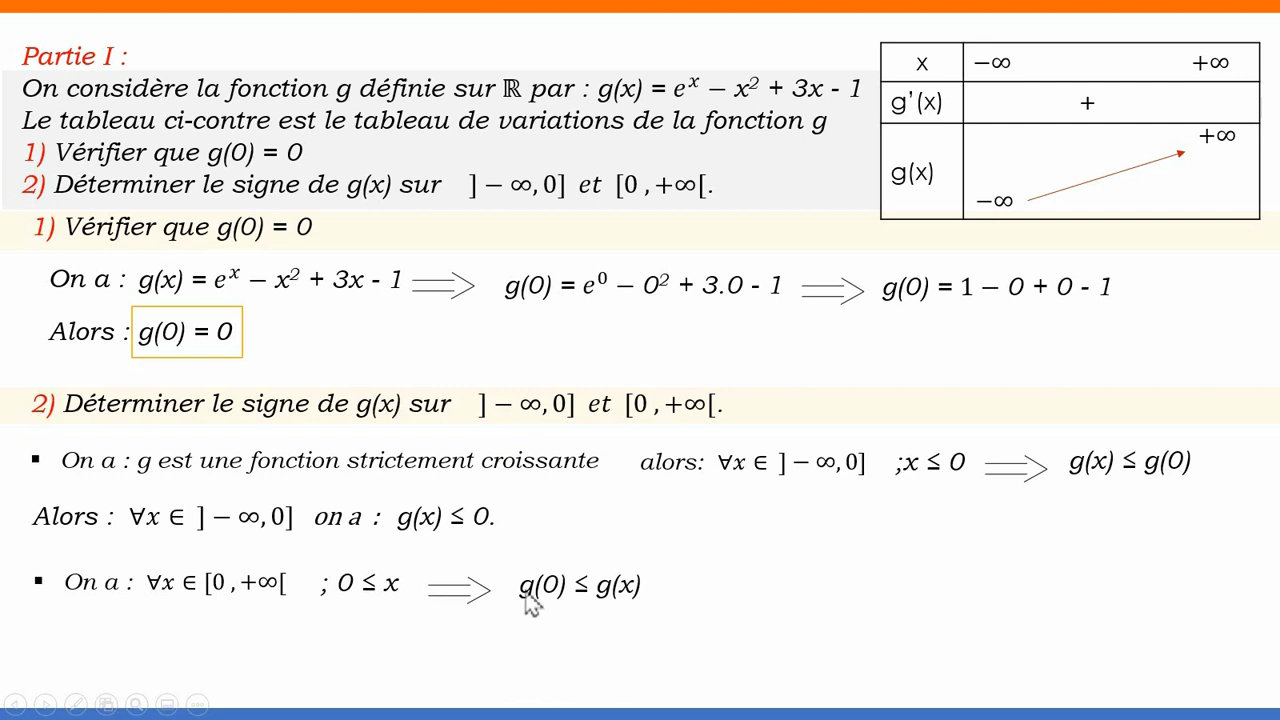 Partie I :
On considère la fonction g définie sur ℝ par : g(x) = eˣ − x² + 3x - 1
Le tableau ci-contre est le tableau de variations de la fonction g
1) Vérifier que g(0) = 0
2) Déterminer le signe de g(x) sur ] − ∞, 0] et [0 , +∞[.
x −∞ +∞
g'(x) +
+∞
g(x)
−∞
1) Vérifier que g(0) = 0
On a : g(x) = eˣ − x² + 3x - 1 g(0) = e⁰ − 0² + 3.0 - 1 g(0) = 1 − 0 + 0 - 1
Alors : g(0) = 0
2) Déterminer le signe de g(x) sur ] − ∞, 0] et [0 , +∞[.
▪ On a : g est une fonction strictement croissante alors: ∀x ∈ ] − ∞, 0] ;x ≤ 0 g(x) ≤ g(0)
Alors : ∀x ∈ ] − ∞, 0] on a : g(x) ≤ 0.
▪ On a : ∀x ∈ [0 , +∞[ ; 0 ≤ x g(0) ≤ g(x)